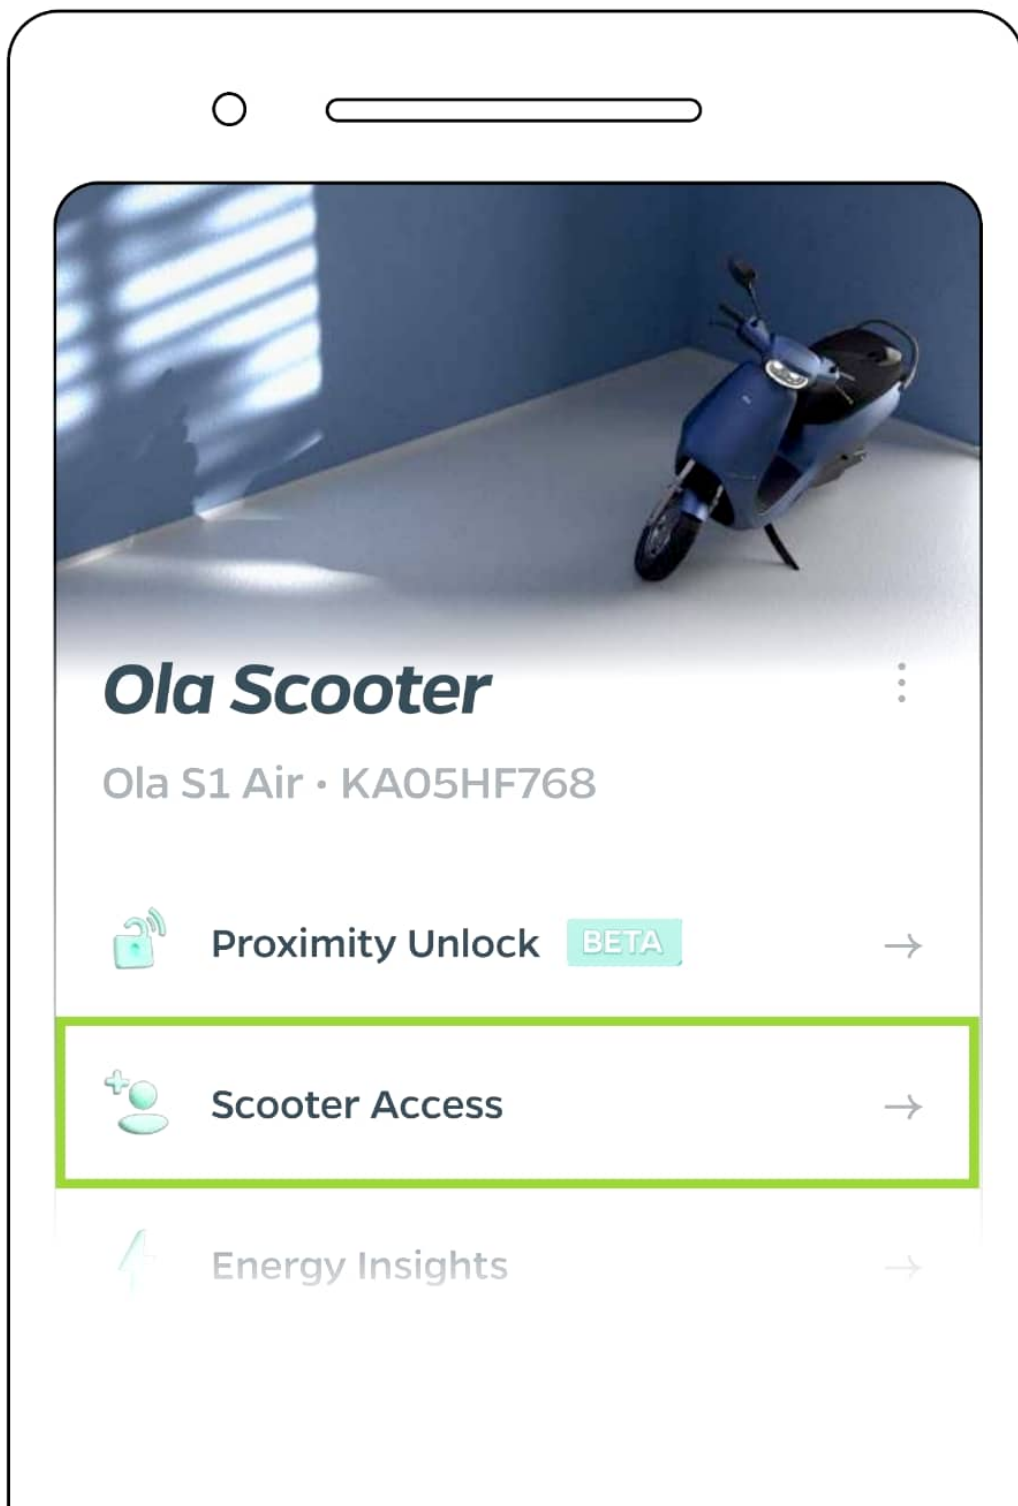 Ola Scooter
Ola S1 Air • KA05HF768
Proximity Unlock BETA
Scooter Access
Energy Insights